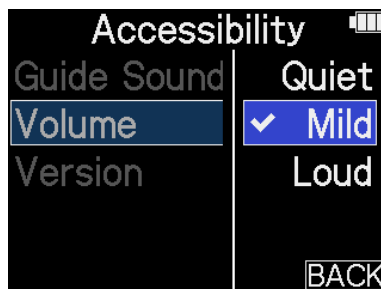 Accessibility
Guide Sound
Quiet
Volume
Mild
Version
Loud
BACK